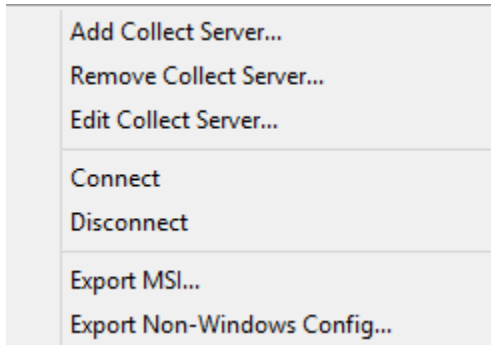 Add Collect Server...
Remove Collect Server...
Edit Collect Server...
Connect
Disconnect
Export MSI...
Export Non-Windows Config...